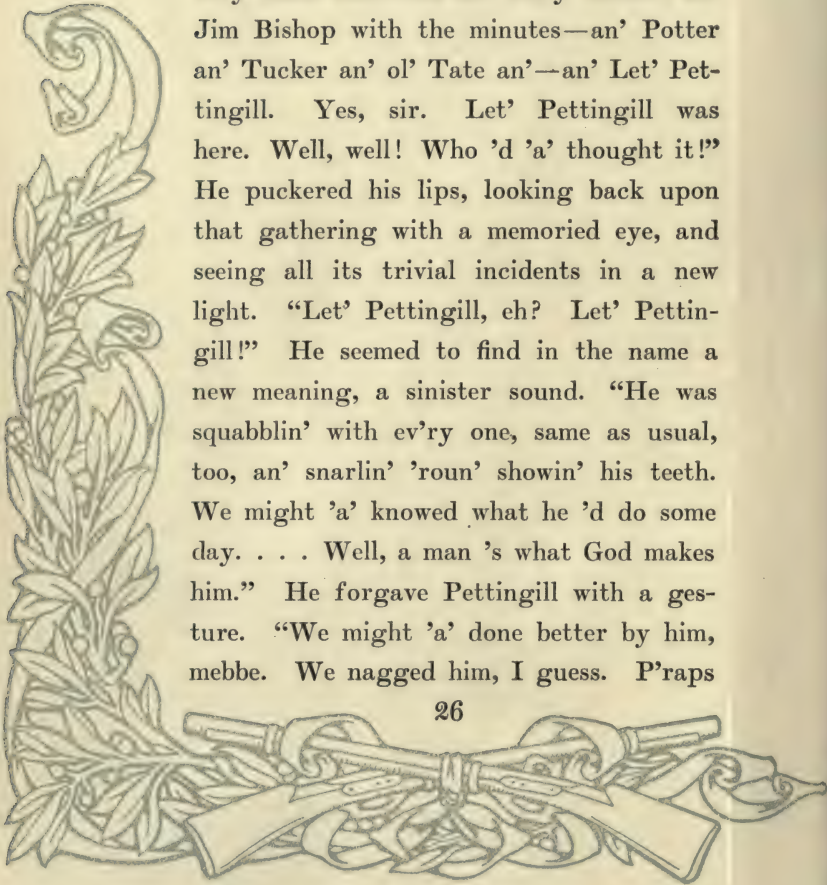 Jim Bishop with the minutes—an' Potter
an' Tucker an' ol' Tate an'—an' Let' Pet-
tingill. Yes, sir. Let' Pettingill was
here. Well, well! Who 'd 'a' thought it!”
He puckered his lips, looking back upon
that gathering with a memoried eye, and
seeing all its trivial incidents in a new
light. “Let' Pettingill, eh? Let' Pettin-
gill!” He seemed to find in the name a
new meaning, a sinister sound. “He was
squabblin' with ev'ry one, same as usual,
too, an' snarlin' 'roun' showin' his teeth.
We might 'a' knowed what he 'd do some
day. . . . Well, a man 's what God makes
him.” He forgave Pettingill with a ges-
ture. “We might 'a' done better by him,
mebbe. We nagged him, I guess. P'raps
26